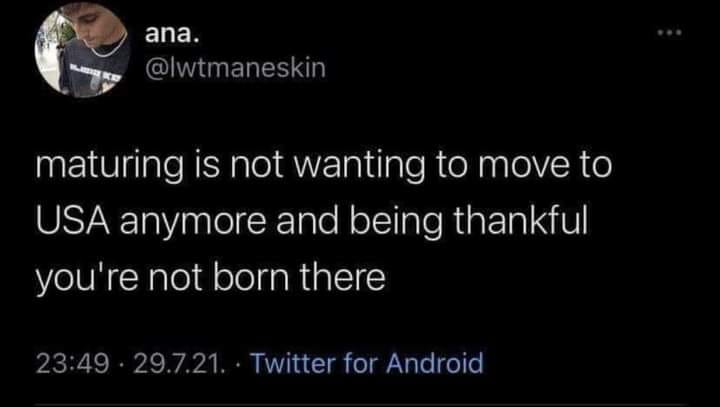 ana.
@lwtmaneskin
maturing is not wanting to move to
USA anymore and being thankful
you're not born there
23:49 · 29.7.21. · Twitter for Android